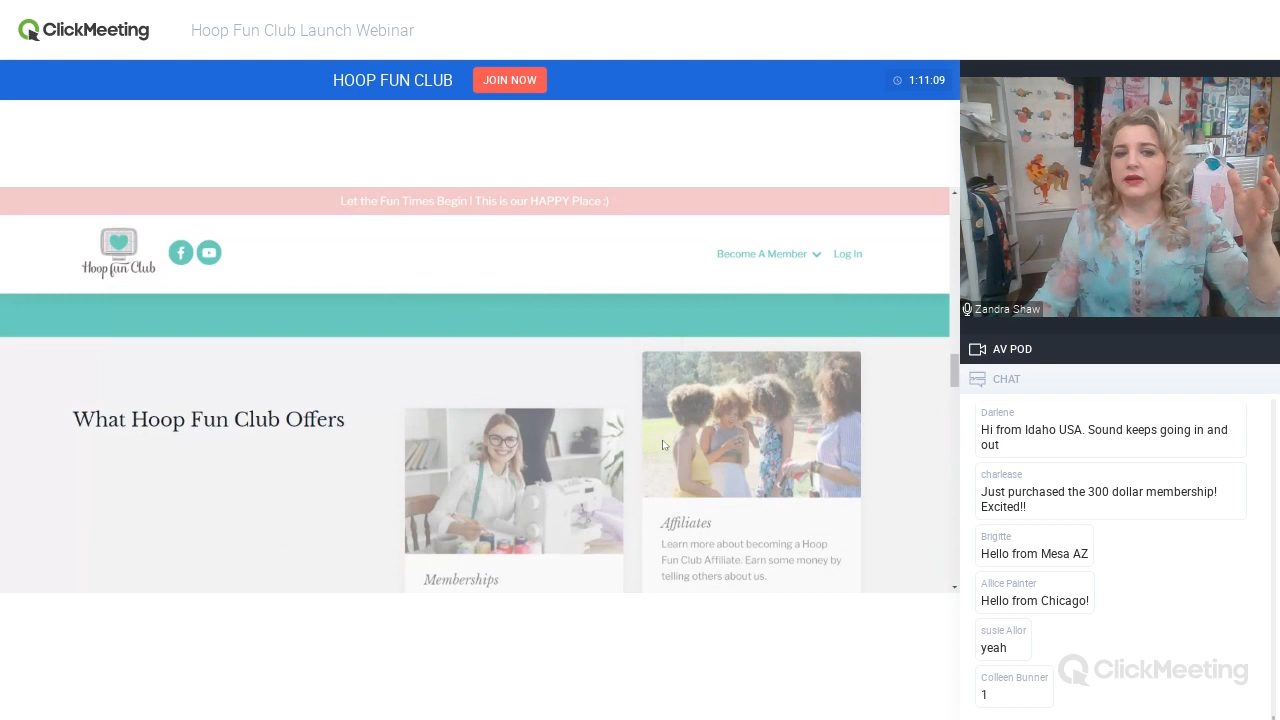 ClickMeeting
Hoop Fun Club Launch Webinar
HOOP FUN CLUB
JOIN NOW
1:11:09
Let the Fun Times Begin ! This is our HAPPY Place :)
Hoop fun Club
Become A Member
Log In
What Hoop Fun Club Offers
Memberships
Affiliates
Learn more about becoming a Hoop
Fun Club Affiliate. Earn some money by
telling others about us.
Zandra Shaw
AV POD
CHAT
Darlene
Hi from Idaho USA. Sound keeps going in and
out
charlease
Just purchased the 300 dollar membership!
Excited!!
Brigitte
Hello from Mesa AZ
Allice Painter
Hello from Chicago!
susie Allor
yeah
Colleen Bunner
1
ClickMeeting